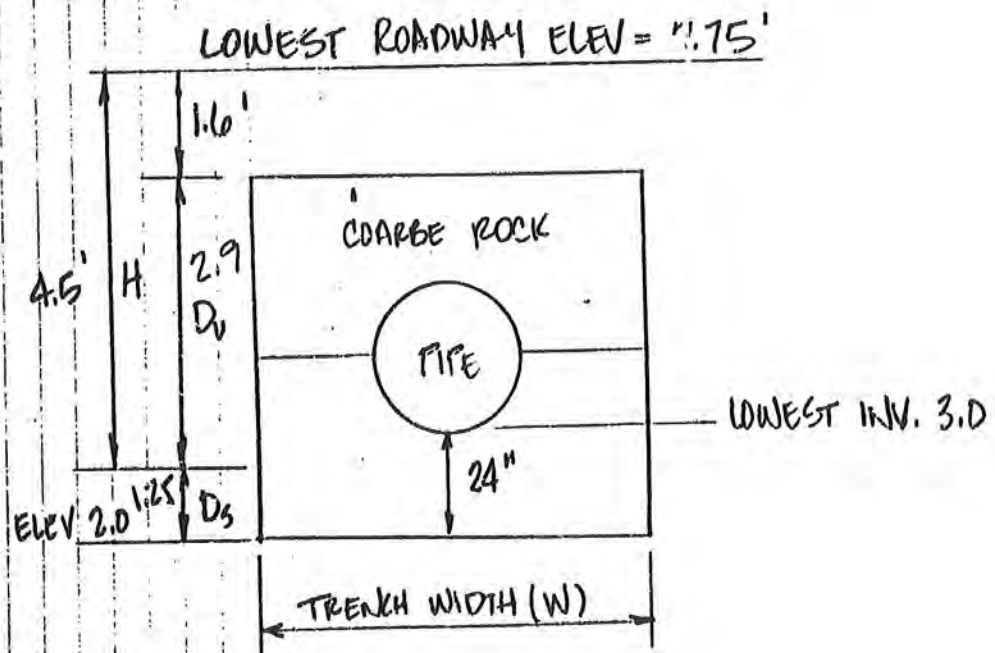 LOWEST ROADWAY ELEV = 7.75'
1.6'
COARSE ROCK
4.5'
H
2.9
Dᵥ
PIPE
LOWEST INV. 3.0
24"
ELEV 2.0
1.25
Dₛ
TRENCH WIDTH (W)